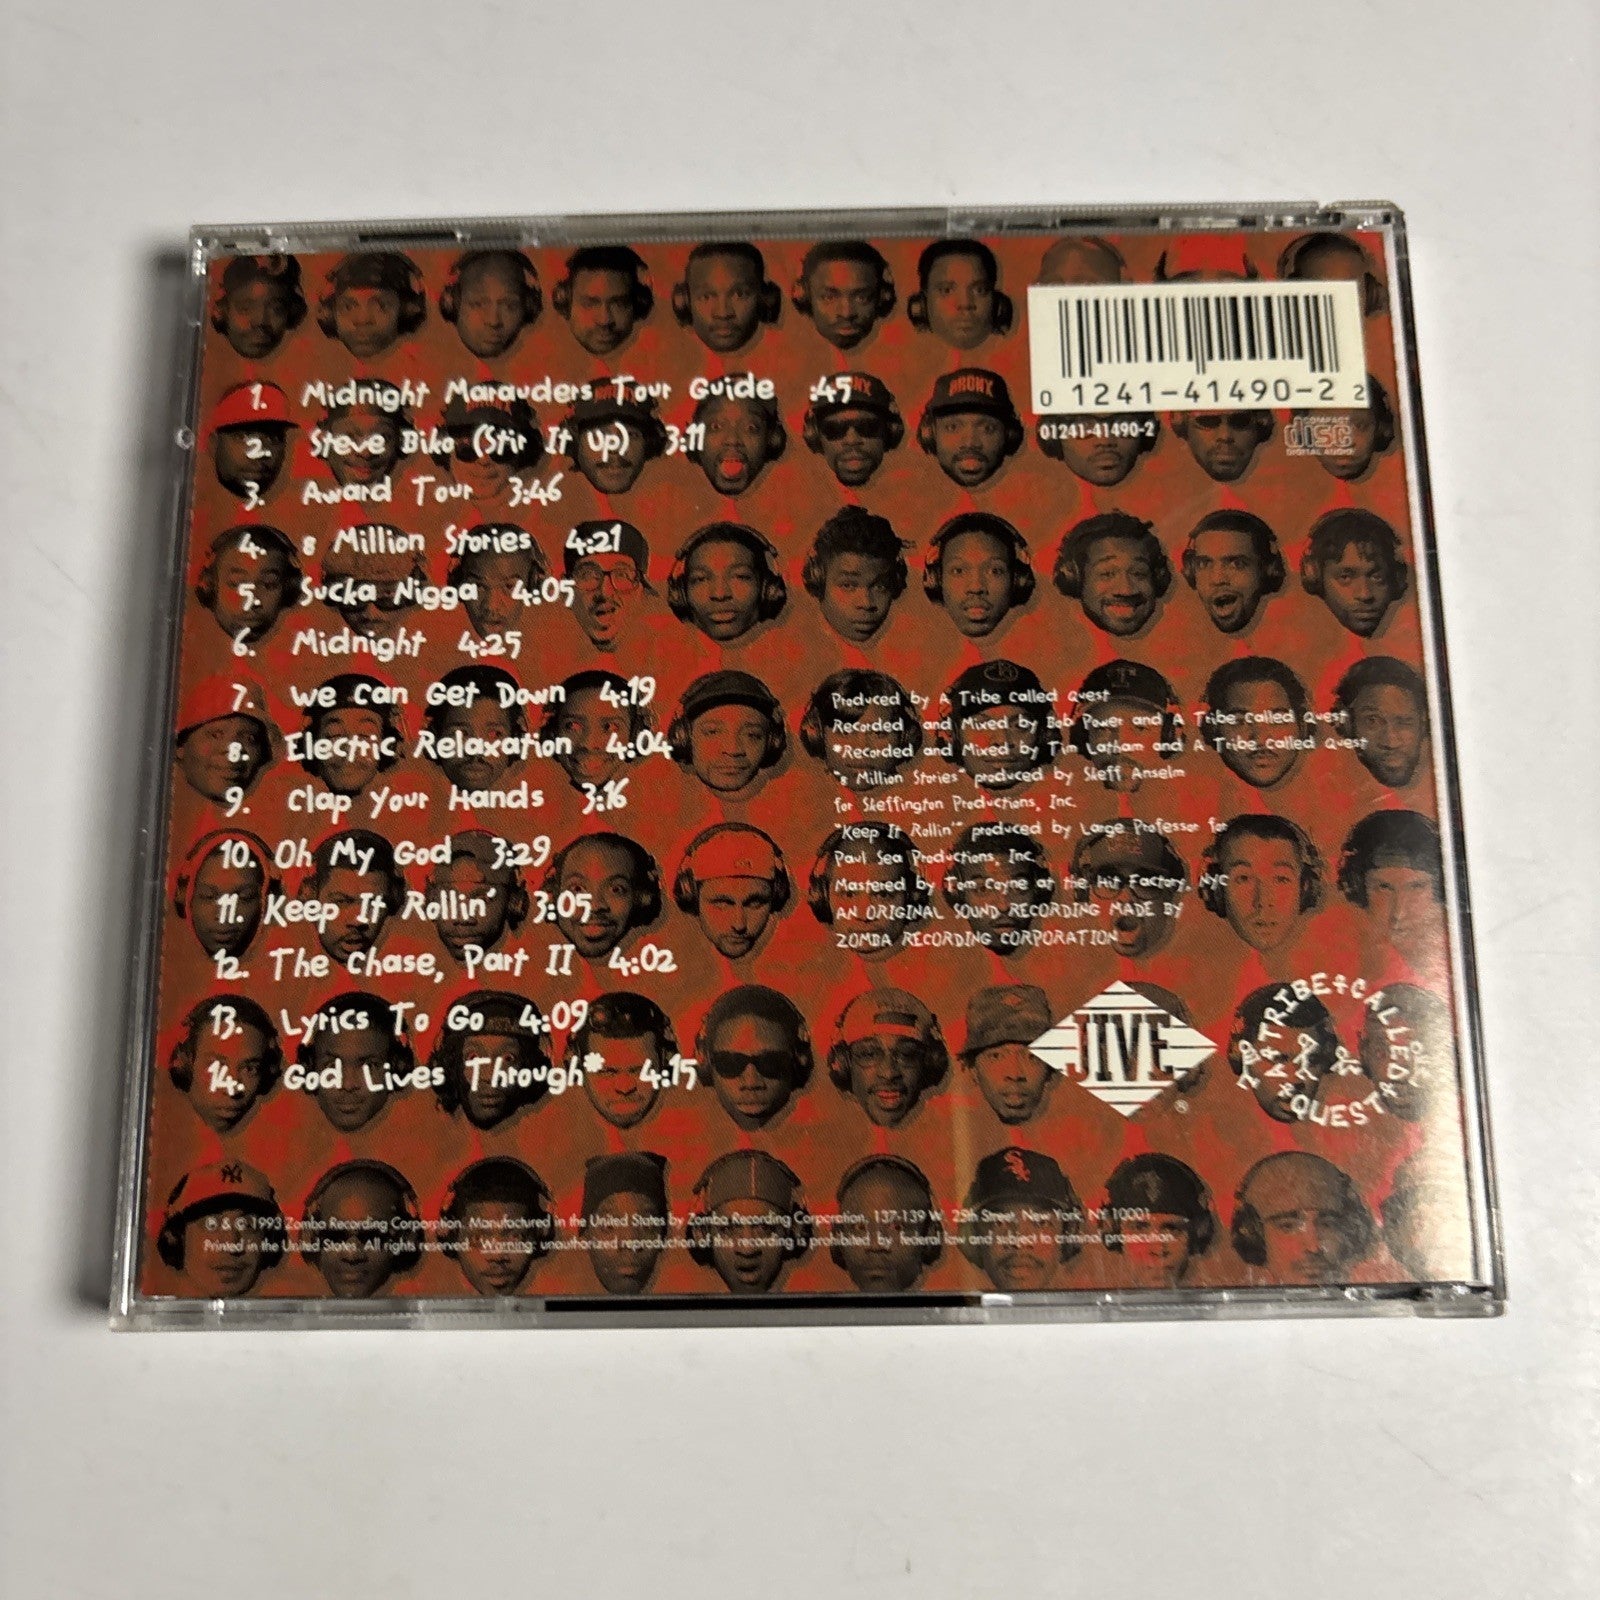 0 1241-41490-2 2
01241-41490-2
COMPACT
disc
DIGITAL AUDIO
1. Midnight Marauders Tour Guide :45
2. Steve Biko (Stir It Up) 3:11
3. Award Tour 3:46
4. 8 Million Stories 4:21
5. Sucka Nigga 4:05
6. Midnight 4:25
7. We Can Get Down 4:19
8. Electric Relaxation 4:04
9. Clap Your Hands 3:16
10. Oh My God 3:29
11. Keep It Rollin' 3:05
12. The Chase, Part II 4:02
13. Lyrics To Go 4:09
14. God Lives Through* 4:15
Produced by A Tribe Called Quest
Recorded and Mixed by Bob Power and A Tribe Called Quest
*Recorded and Mixed by Tim Latham and A Tribe Called Quest
"8 Million Stories" produced by Skeff Anselm
for Skeffington Productions, Inc.
"Keep It Rollin'" produced by Large Professor for
Paul Sea Productions, Inc.
Mastered by Tom Coyne at the Hit Factory, NYC
AN ORIGINAL SOUND RECORDING MADE BY
ZOMBA RECORDING CORPORATION
JIVE ®
A TRIBE CALLED QUEST
BRONX
℗ & © 1993 Zomba Recording Corporation. Manufactured in the United States by Zomba Recording Corporation, 137-139 W. 25th Street, New York, NY 10001
Printed in the United States. All rights reserved. Warning: unauthorized reproduction of this recording is prohibited by federal law and subject to criminal prosecution.